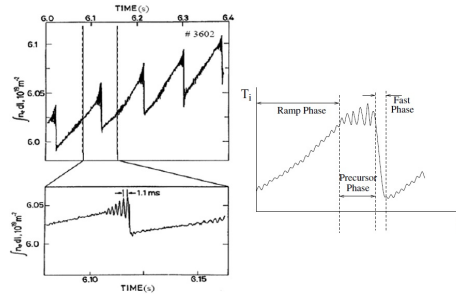 TIME (s)
6.0 6.1 6.2 6.3 6.4
# 3602
6.1
6.05
6.0
∫nₑdl, 10¹⁹m⁻²
1.1 ms
6.05
6.0
∫nₑdl, 10¹⁹m⁻²
6.10 6.15
TIME(s)
Tᵢ
Ramp Phase
Fast
Phase
Precursor
Phase